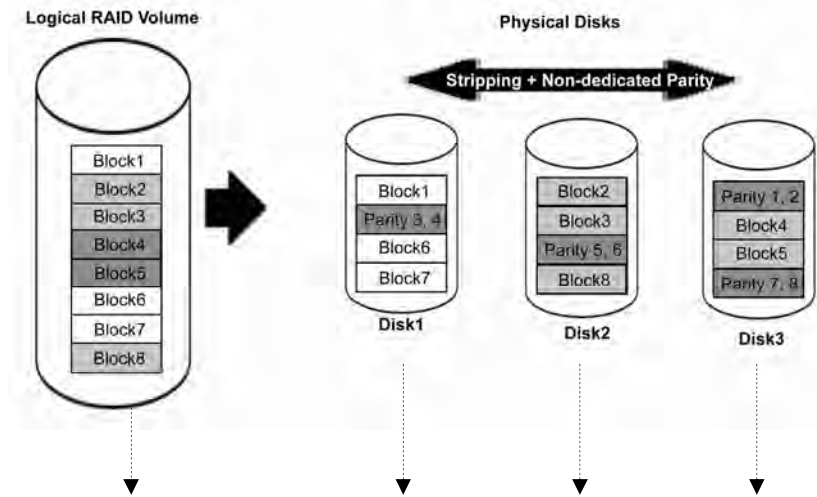 Logical RAID Volume
Block1
Block2
Block3
Block4
Block5
Block6
Block7
Block8
Physical Disks
Stripping + Non-dedicated Parity
Block1
Parity 3, 4
Block6
Block7
Disk1
Block2
Block3
Parity 5, 6
Block8
Disk2
Parity 1, 2
Block4
Block5
Parity 7, 8
Disk3